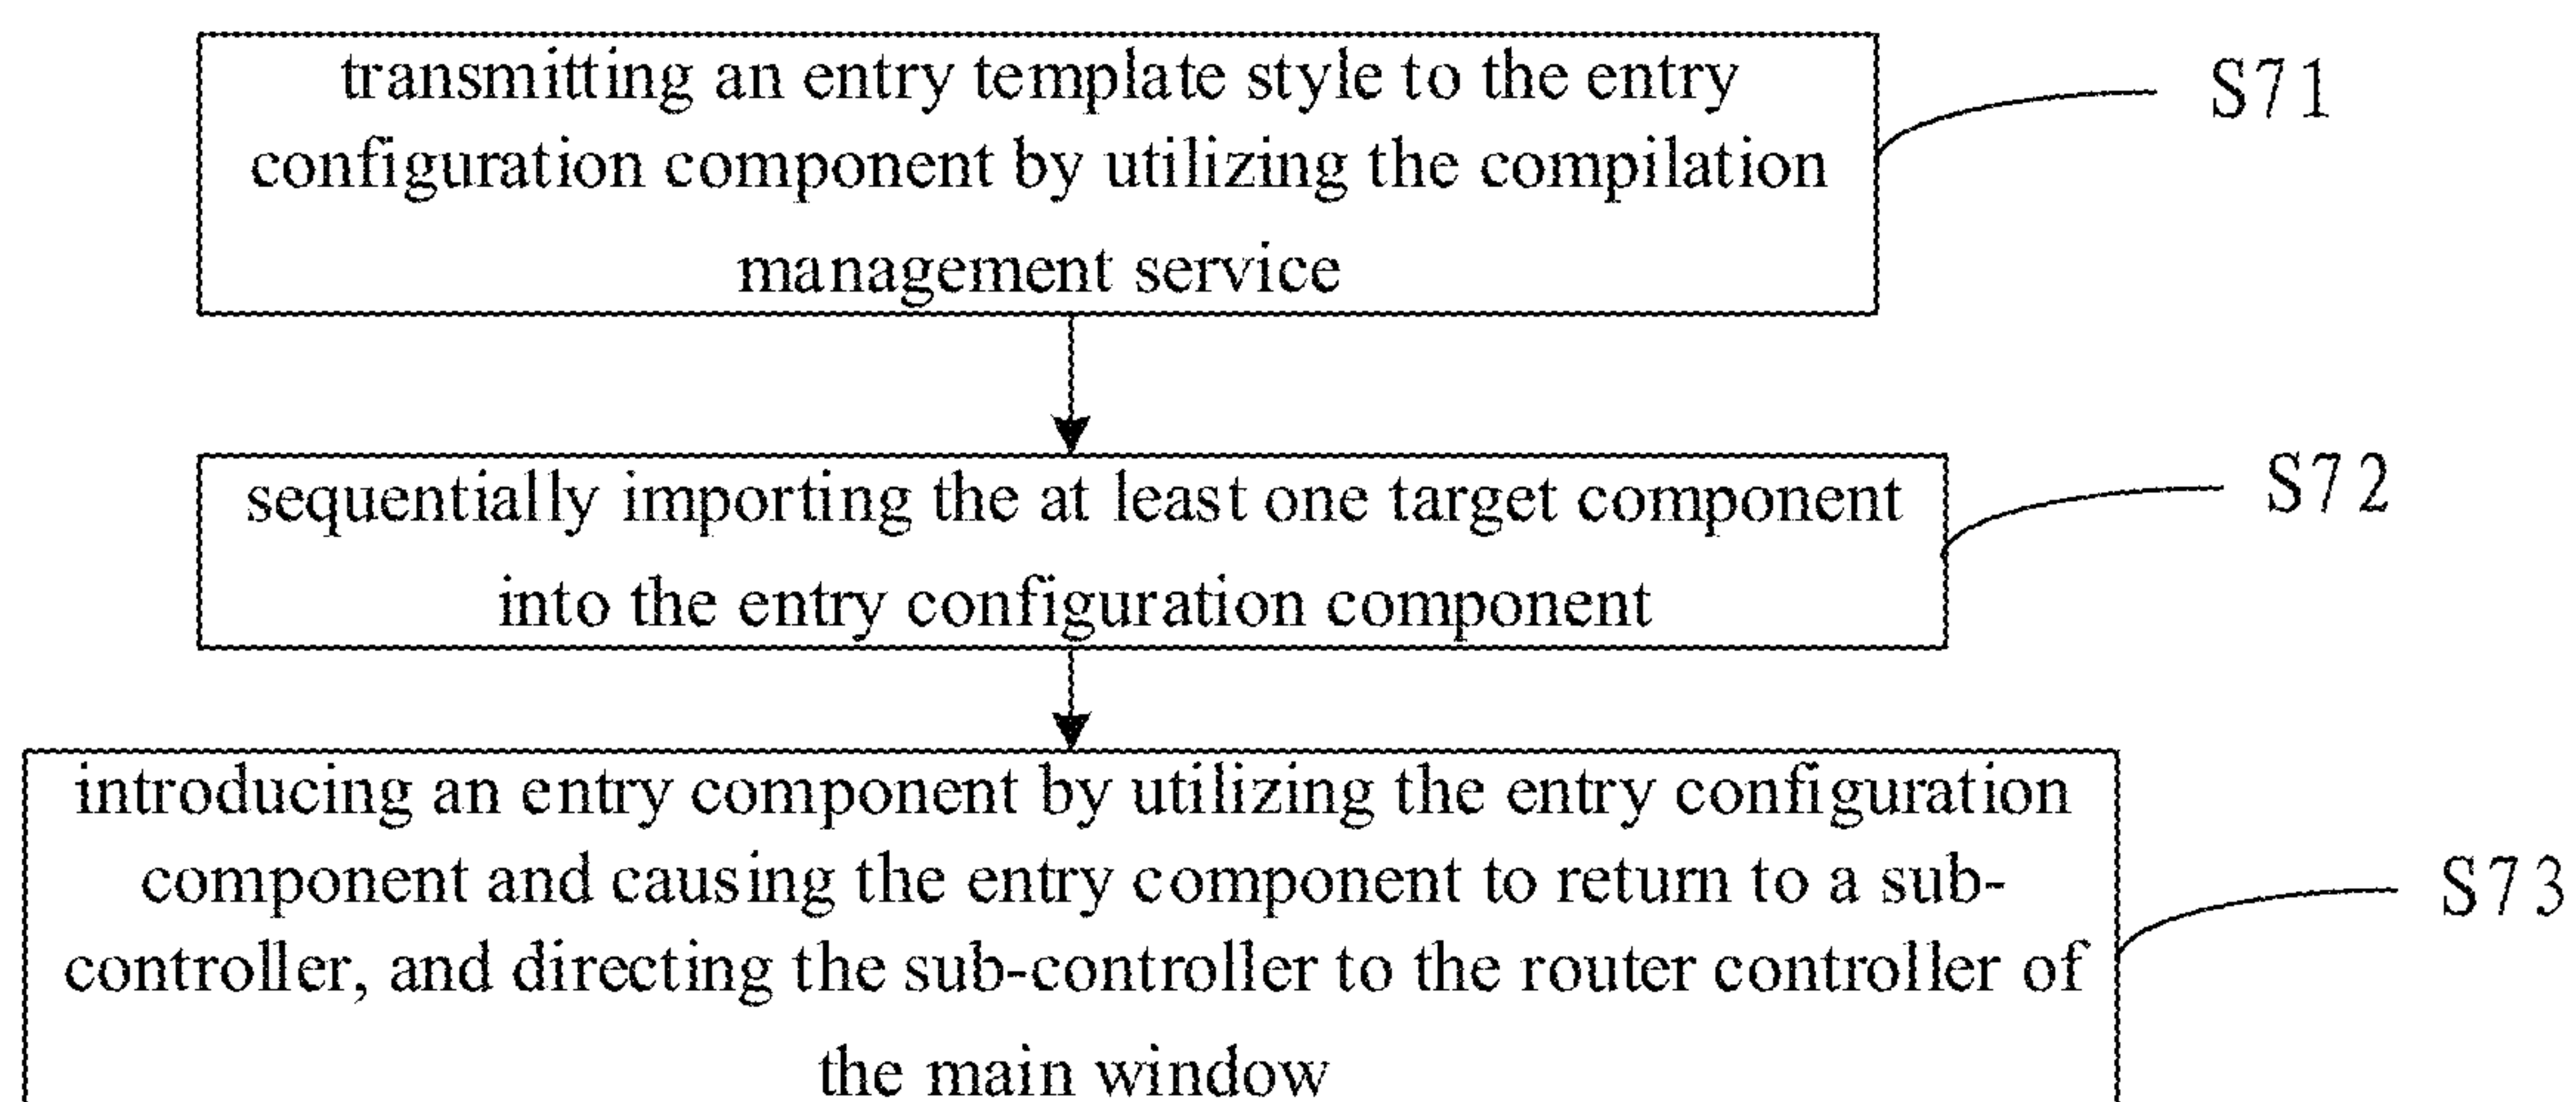 transmitting an entry template style to the entry
configuration component by utilizing the compilation
management service
S71
sequentially importing the at least one target component
into the entry configuration component
S72
introducing an entry component by utilizing the entry configuration
component and causing the entry component to return to a sub-
controller, and directing the sub-controller to the router controller of
the main window
S73